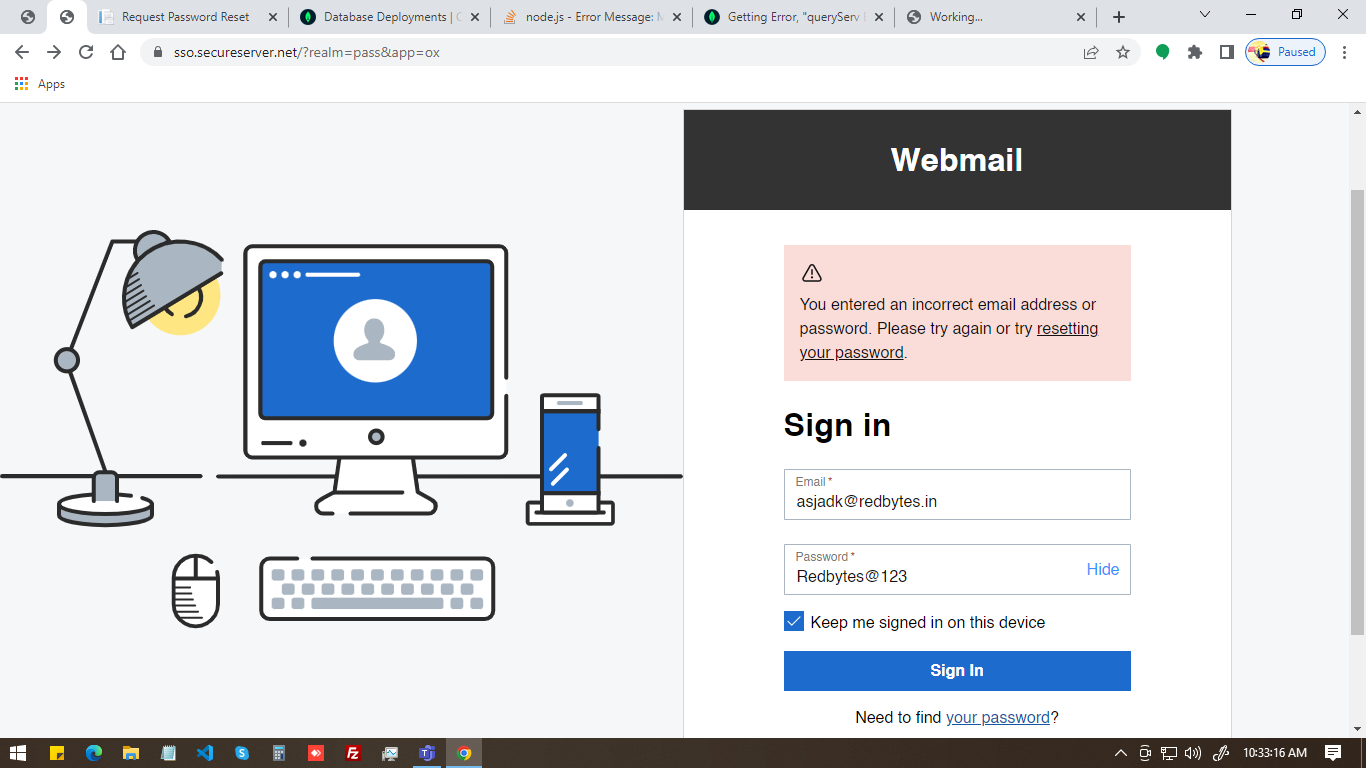 Request Password Reset
Database Deployments | C
node.js - Error Message: M
Getting Error, "queryServ
Working...
sso.secureserver.net/?realm=pass&app=ox
Paused
Apps
Webmail
You entered an incorrect email address or
password. Please try again or try resetting
your password.
Sign in
Email *
asjadk@redbytes.in
Password *
Redbytes@123
Hide
Keep me signed in on this device
Sign In
Need to find your password?
10:33:16 AM